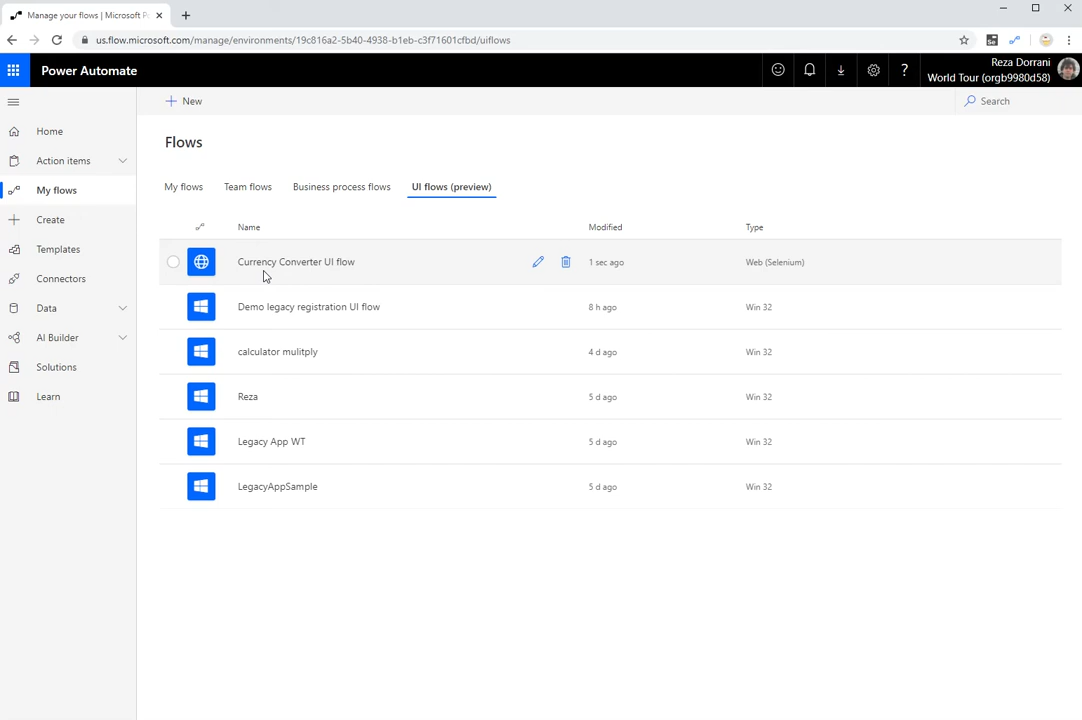 Manage your flows | Microsoft P
us.flow.microsoft.com/manage/environments/19c816a2-5b40-4938-b1eb-c3f71601cfbd/uiflows
Power Automate
Reza Dorrani
World Tour (orgb9980d58)
New
Search
Home
Action items
My flows
Create
Templates
Connectors
Data
AI Builder
Solutions
Learn
Flows
My flows Team flows Business process flows UI flows (preview)
Name Modified Type
Currency Converter UI flow 1 sec ago Web (Selenium)
Demo legacy registration UI flow 8 h ago Win 32
calculator mulitply 4 d ago Win 32
Reza 5 d ago Win 32
Legacy App WT 5 d ago Win 32
LegacyAppSample 5 d ago Win 32